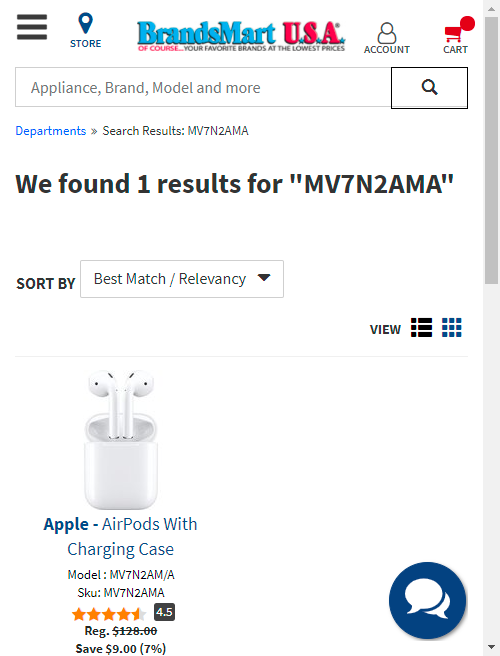 STORE
BrandsMart U.S.A.
OF COURSE...YOUR FAVORITE BRANDS AT THE LOWEST PRICES
ACCOUNT
CART
Appliance, Brand, Model and more
Departments » Search Results: MV7N2AMA
We found 1 results for "MV7N2AMA"
SORT BY Best Match / Relevancy
VIEW
Apple - AirPods With
Charging Case
Model : MV7N2AM/A
Sku: MV7N2AMA
4.5
Reg. $128.00
Save $9.00 (7%)